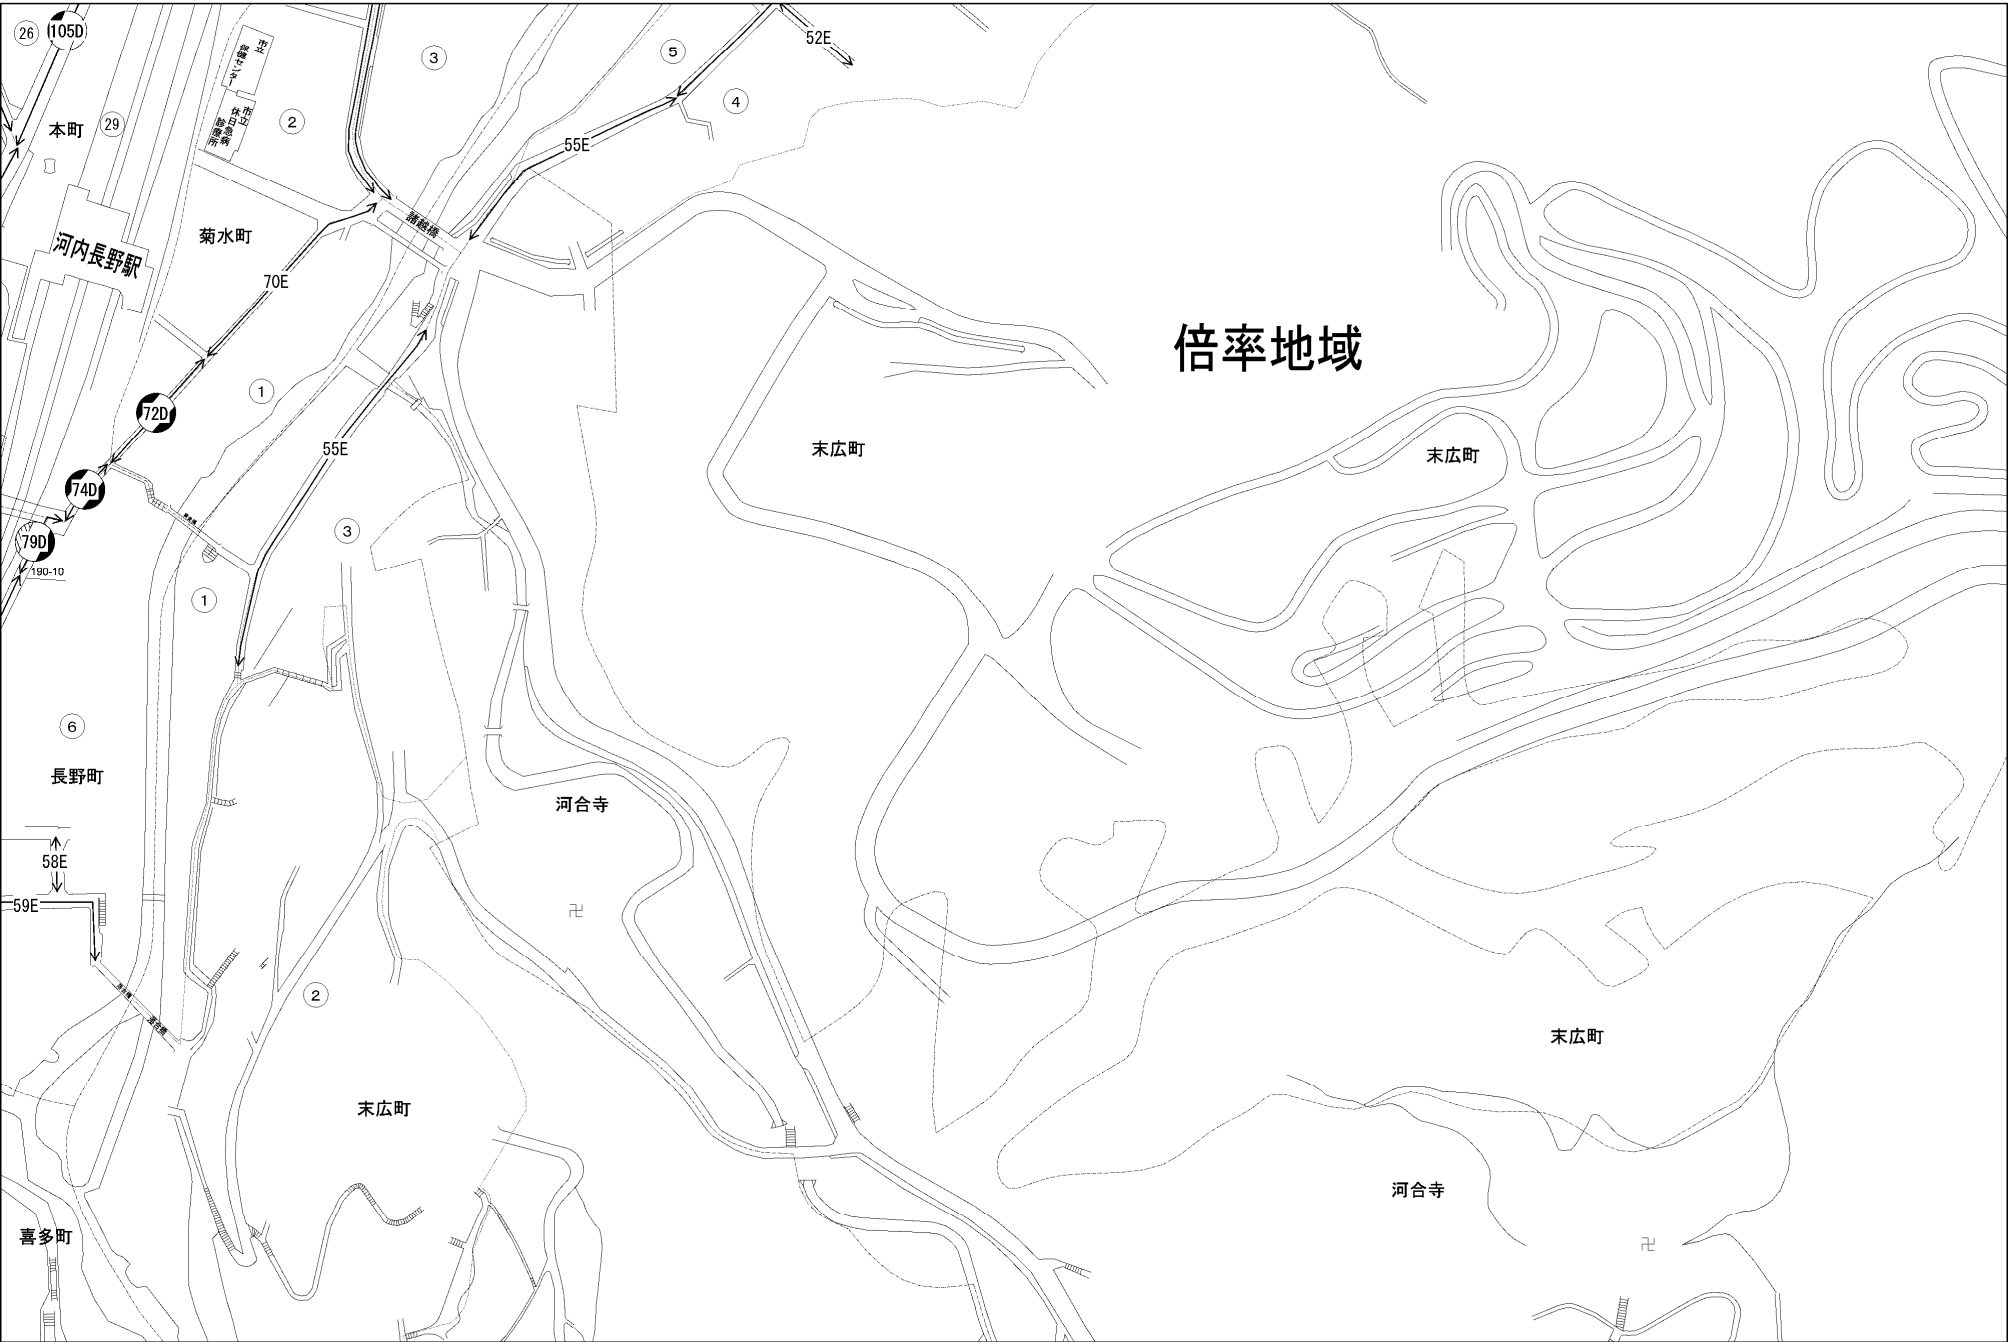 26
105D
市立
保健センター
3
5
52E
4
本町
29
市立
休日急病
診療所
2
55E
諸越橋
菊水町
河内長野駅
70E
倍率地域
1
72D
55E
末広町
末広町
74D
3
79D
190-10
1
6
長野町
河合寺
58E
59E
卍
2
落合橋
末広町
末広町
河合寺
喜多町
卍